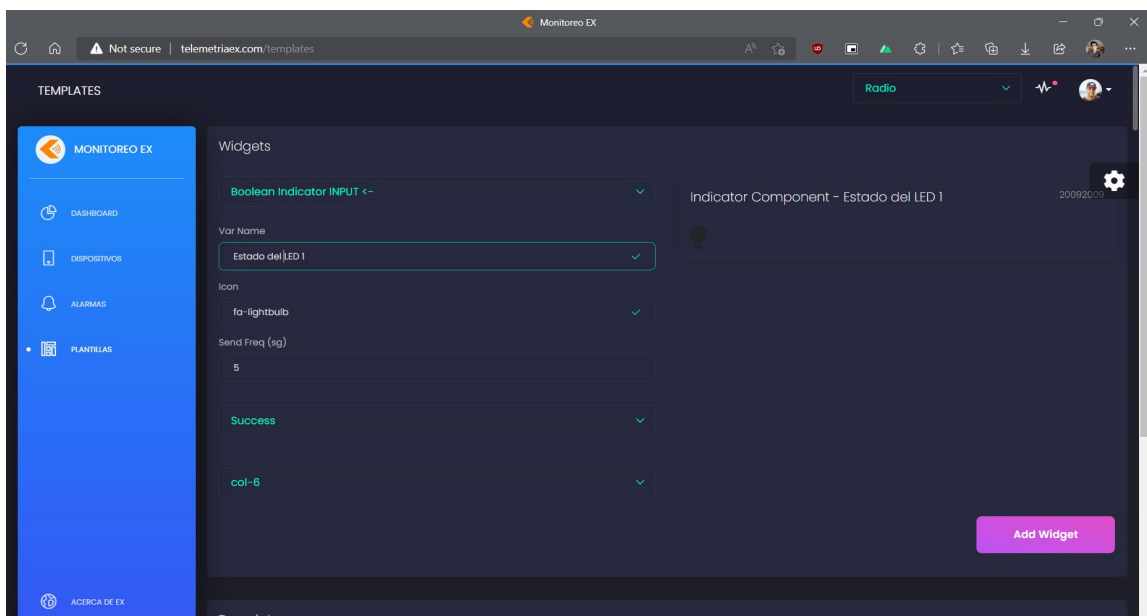 Monitoreo EX
Not secure | telemetriaex.com/templates
TEMPLATES
Radio
MONITOREO EX
DASHBOARD
DISPOSITIVOS
ALARMAS
PLANTILLAS
ACERCA DE EX
Widgets
Boolean Indicator INPUT <-
Var Name
Estado del LED 1
Icon
fa-lightbulb
Send Freq (sg)
5
Success
col-6
Indicator Component - Estado del LED 1
20092009
Add Widget